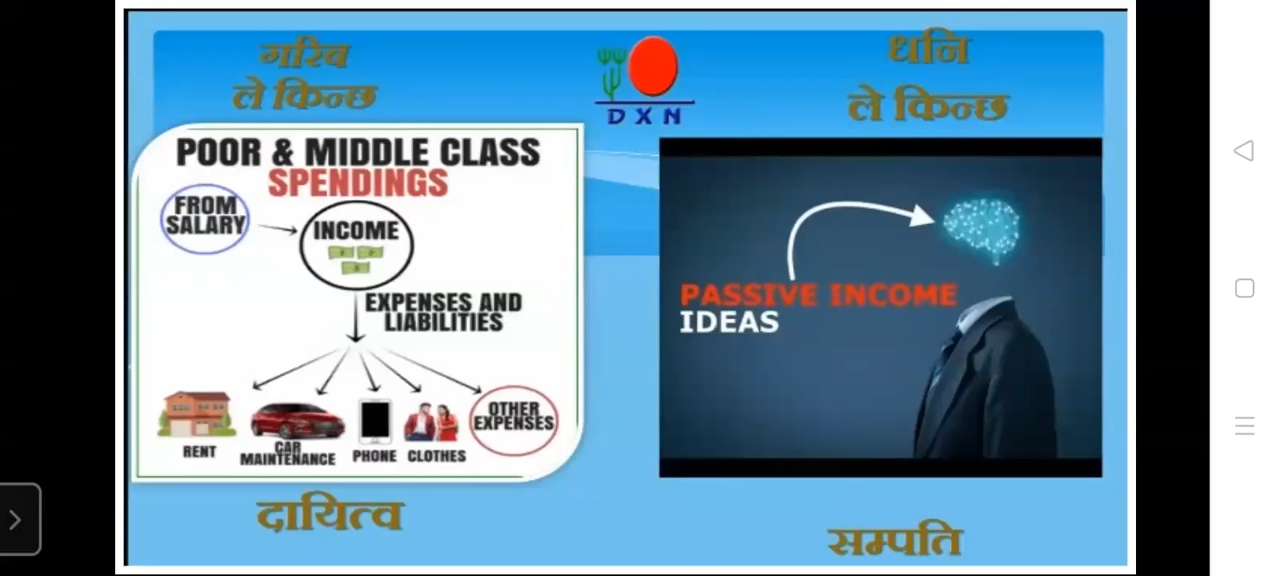 गरिब
ले किन्छ
DXN
धनि
ले किन्छ
POOR & MIDDLE CLASS
SPENDINGS
FROM
SALARY
INCOME
EXPENSES AND
LIABILITIES
RENT
CAR
MAINTENANCE
PHONE
CLOTHES
OTHER
EXPENSES
PASSIVE INCOME
IDEAS
दायित्व
सम्पति